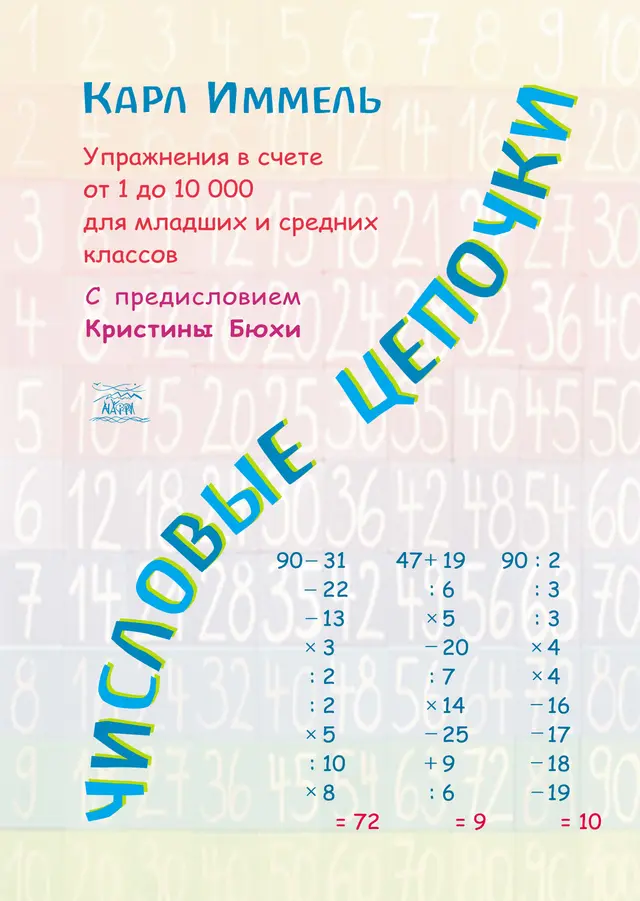 Карл Иммель
Упражнения в счете
от 1 до 10 000
для младших и средних
классов
С предисловием
Кристины Бюхи
ЧИСЛОВЫЕ ЦЕПОЧКИ
90 – 31 47 + 19 90 : 2
– 22 : 6 : 3
– 13 × 5 : 3
× 3 – 20 × 4
: 2 : 7 × 4
: 2 × 14 – 16
× 5 – 25 – 17
: 10 + 9 – 18
× 8 : 6 – 19
= 72 = 9 = 10